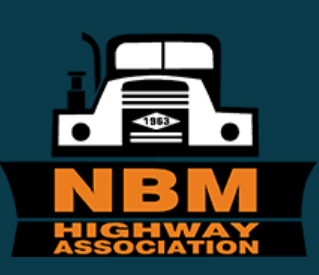 1963
NBM
HIGHWAY
ASSOCIATION